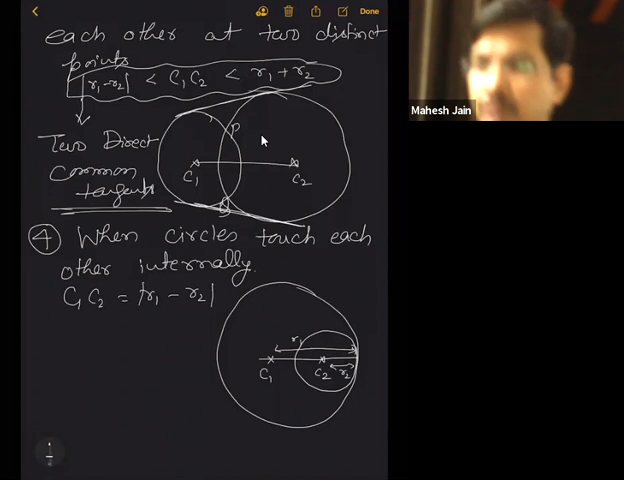 Done
each other at two distinct
points
|r₁-r₂| < C₁C₂ < r₁+r₂
Two Direct
common
tangents
P
C₁
C₂
Q
④ When circles touch each
other internally.
C₁C₂ = |r₁ - r₂|
r₁
C₁
C₂
r₂
Mahesh Jain